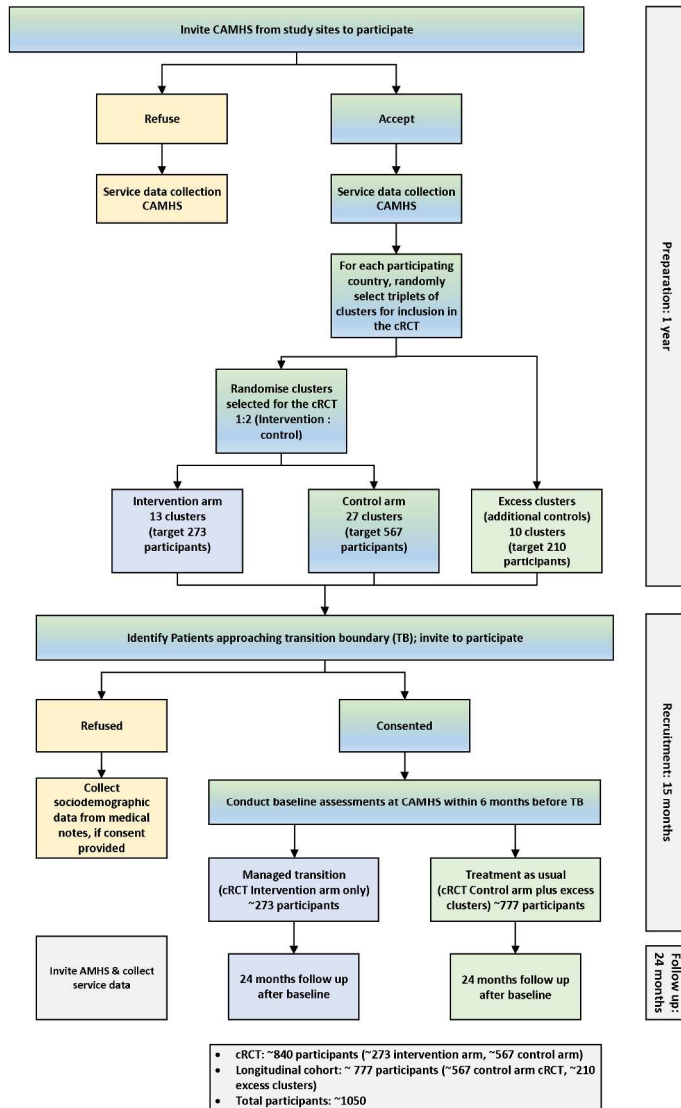 Invite CAMHS from study sites to participate
Refuse
Accept
Service data collection
CAMHS
Service data collection
CAMHS
For each participating
country, randomly
select triplets of
clusters for inclusion in
the cRCT
Randomise clusters
selected for the cRCT
1:2 (Intervention :
control)
Intervention arm
13 clusters
(target 273
participants)
Control arm
27 clusters
(target 567
participants)
Excess clusters
(additional controls)
10 clusters
(target 210
participants)
Preparation: 1 year
Identify Patients approaching transition boundary (TB); invite to participate
Refused
Consented
Collect
sociodemographic
data from medical
notes, if consent
provided
Conduct baseline assessments at CAMHS within 6 months before TB
Managed transition
(cRCT Intervention arm only)
~273 participants
Treatment as usual
(cRCT Control arm plus excess
clusters) ~777 participants
Recruitment: 15 months
Invite AMHS & collect
service data
24 months follow up
after baseline
24 months follow up
after baseline
Follow up:
24 months
• cRCT: ~840 participants (~273 intervention arm, ~567 control arm)
• Longitudinal cohort: ~ 777 participants (~567 control arm cRCT, ~210
excess clusters)
• Total participants: ~1050